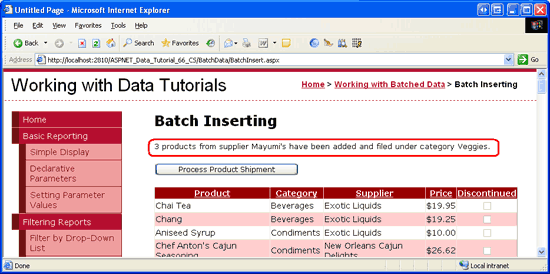 Untitled Page - Microsoft Internet Explorer
File Edit View Favorites Tools Help
Back Search Favorites
Address http://localhost:2810/ASPNET_Data_Tutorial_66_CS/BatchData/BatchInsert.aspx Go
Working with Data Tutorials
Home > Working with Batched Data > Batch Inserting
Home
Basic Reporting
Simple Display
Declarative
Parameters
Setting Parameter
Values
Filtering Reports
Filter by Drop-Down
List
Batch Inserting
3 products from supplier Mayumi's have been added and filed under category Veggies.
Process Product Shipment
Product Category Supplier Price Discontinued
Chai Tea Beverages Exotic Liquids $19.95
Chang Beverages Exotic Liquids $19.25
Aniseed Syrup Condiments Exotic Liquids $10.00
Chef Anton's Cajun Seasoning Condiments New Orleans Cajun Delights $26.62
Done Local intranet